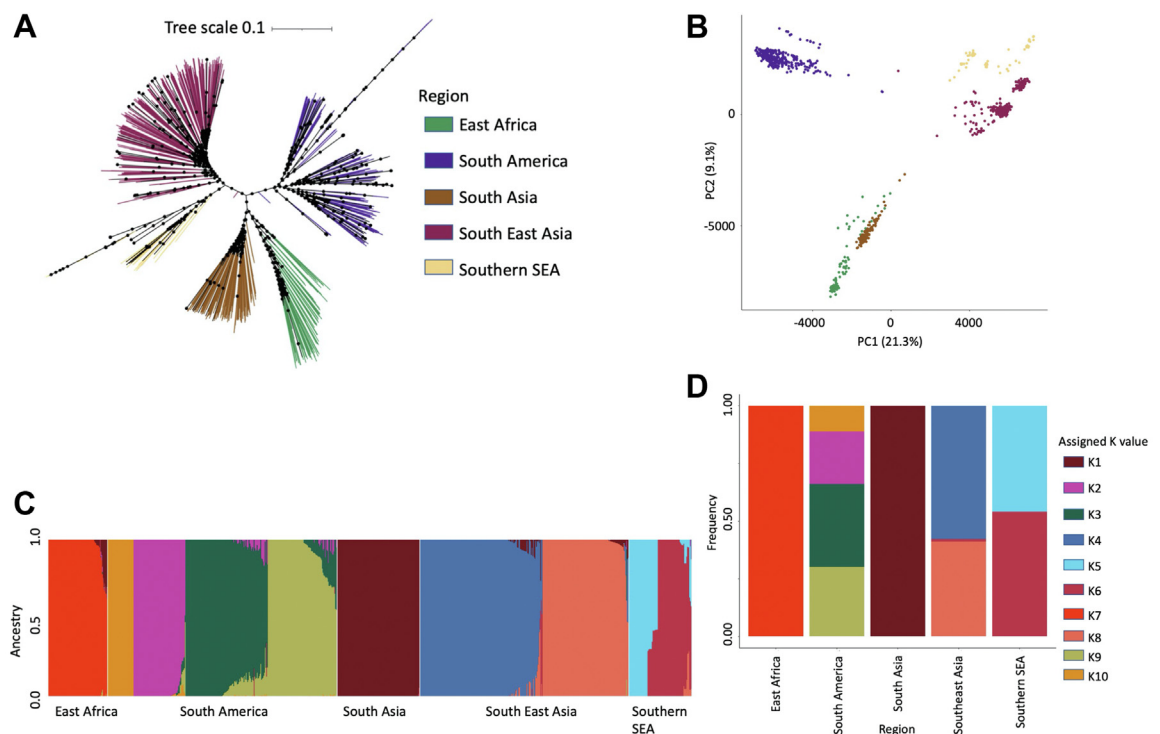 A
Tree scale 0.1
Region
East Africa
South America
South Asia
South East Asia
Southern SEA
B
0
-5000
PC2 (9.1%)
-4000
0
4000
PC1 (21.3%)
C
1.0
0.5
0.0
Ancestry
East Africa
South America
South Asia
South East Asia
Southern
SEA
D
1.00
0.50
0.00
Frequency
East Africa
South America
South Asia
Southeast Asia
Southern SEA
Region
Assigned K value
K1
K2
K3
K4
K5
K6
K7
K8
K9
K10